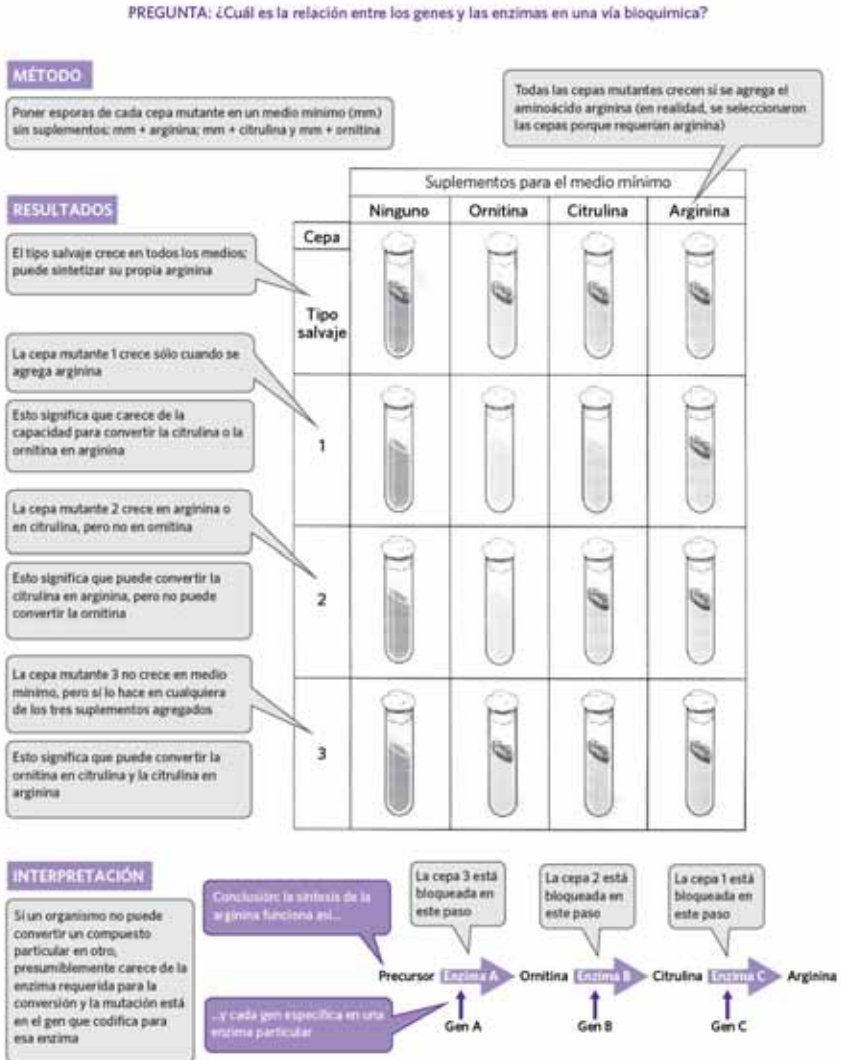 PREGUNTA: ¿Cuál es la relación entre los genes y las enzimas en una vía bioquímica?
MÉTODO
Poner esporas de cada cepa mutante en un medio mínimo (mm)
sin suplementos; mm + arginina; mm + citrulina y mm + ornitina
Todas las cepas mutantes crecen si se agrega el
aminoácido arginina (en realidad, se seleccionaron
las cepas porque requerían arginina)
RESULTADOS
Suplementos para el medio mínimo
Ninguno Ornitina Citrulina Arginina
Cepa
El tipo salvaje crece en todos los medios;
puede sintetizar su propia arginina
Tipo
salvaje
La cepa mutante 1 crece sólo cuando se
agrega arginina
Esto significa que carece de la
capacidad para convertir la citrulina o la
ornitina en arginina
1
La cepa mutante 2 crece en arginina o
en citrulina, pero no en ornitina
Esto significa que puede convertir la
citrulina en arginina, pero no puede
convertir la ornitina
2
La cepa mutante 3 no crece en medio
mínimo, pero sí lo hace en cualquiera
de los tres suplementos agregados
Esto significa que puede convertir la
ornitina en citrulina y la citrulina en
arginina
3
INTERPRETACIÓN
Si un organismo no puede
convertir un compuesto
particular en otro,
presumiblemente carece de la
enzima requerida para la
conversión y la mutación está
en el gen que codifica para
esa enzima
Conclusión: la síntesis de la
arginina funciona así...
La cepa 3 está
bloqueada en
este paso
La cepa 2 está
bloqueada en
este paso
La cepa 1 está
bloqueada en
este paso
Precursor Enzima A Ornitina Enzima B Citrulina Enzima C Arginina
...y cada gen especifica en una
enzima particular
Gen A Gen B Gen C